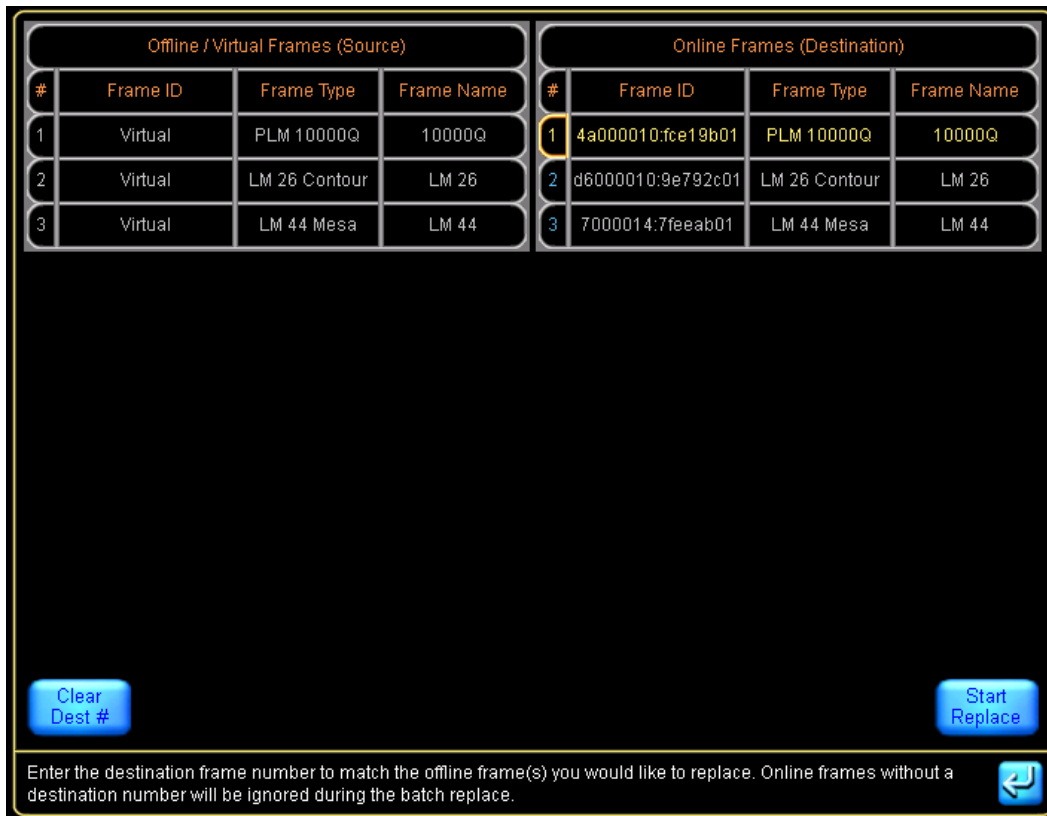 Offline / Virtual Frames (Source)
Online Frames (Destination)
# Frame ID Frame Type Frame Name
# Frame ID Frame Type Frame Name
1 Virtual PLM 10000Q 10000Q
1 4a000010:fce19b01 PLM 10000Q 10000Q
2 Virtual LM 26 Contour LM 26
2 d6000010:9e792c01 LM 26 Contour LM 26
3 Virtual LM 44 Mesa LM 44
3 7000014:7feeab01 LM 44 Mesa LM 44
Clear
Dest #
Start
Replace
Enter the destination frame number to match the offline frame(s) you would like to replace. Online frames without a
destination number will be ignored during the batch replace.